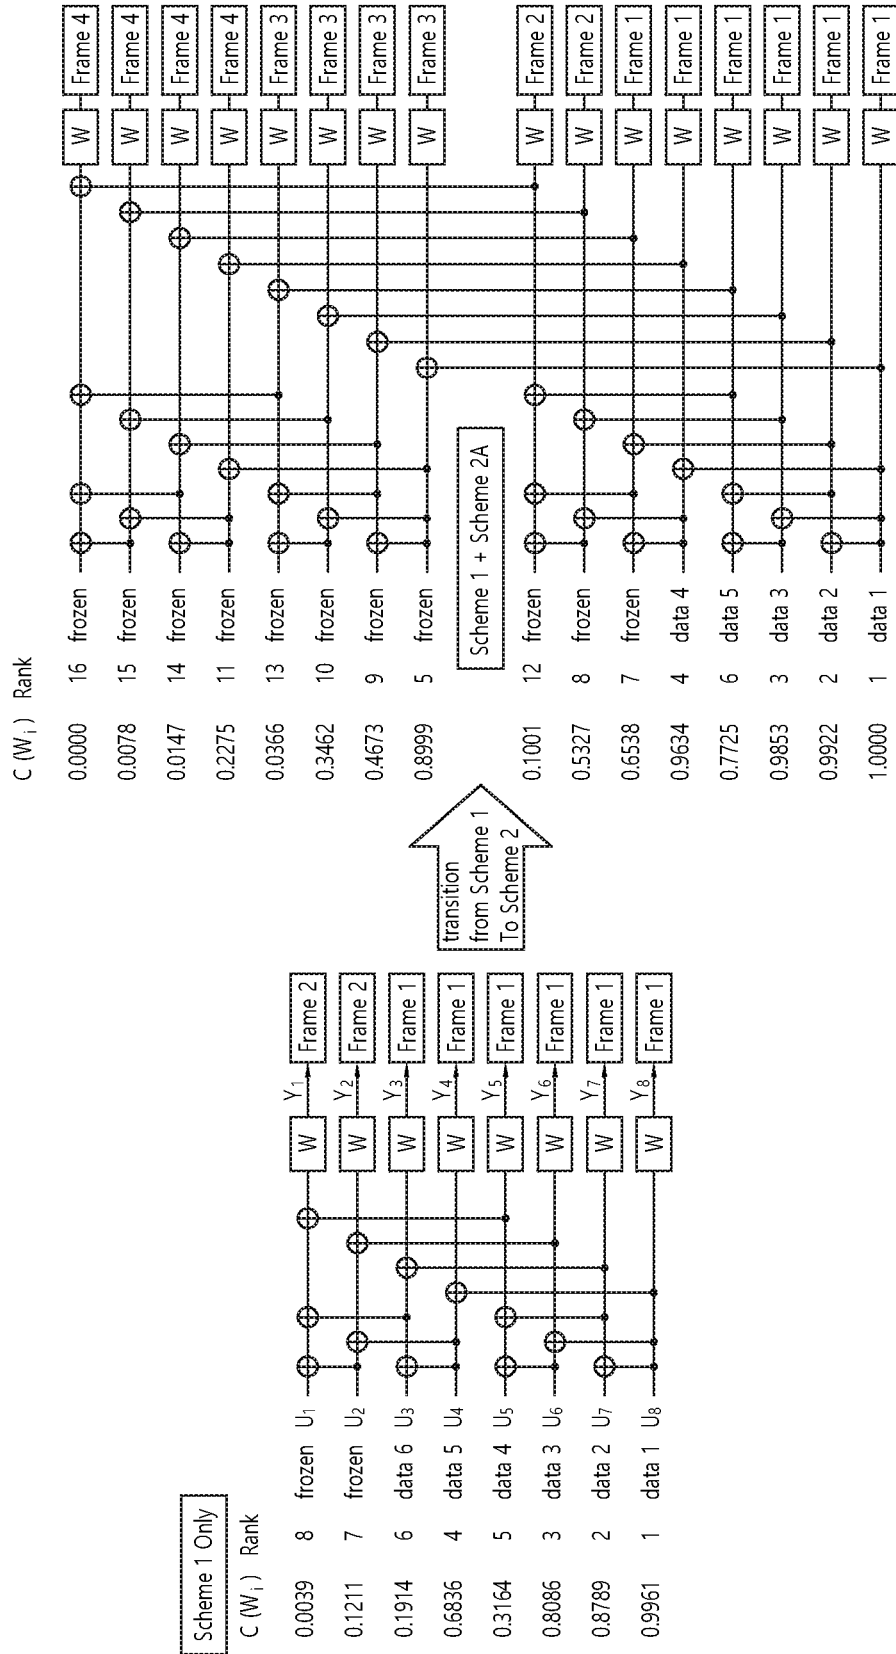 Scheme 1 Only
C (Wi) Rank
0.0039 8 frozen U1 W Y1 Frame 2
0.1211 7 frozen U2 W Y2 Frame 2
0.1914 6 data 6 U3 W Y3 Frame 1
0.6836 4 data 5 U4 W Y4 Frame 1
0.3164 5 data 4 U5 W Y5 Frame 1
0.8086 3 data 3 U6 W Y6 Frame 1
0.8789 2 data 2 U7 W Y7 Frame 1
0.9961 1 data 1 U8 W Y8 Frame 1
transition
from Scheme 1
To Scheme 2
C (Wi) Rank
0.0000 16 frozen W Frame 4
0.0078 15 frozen W Frame 4
0.0147 14 frozen W Frame 4
0.2275 11 frozen W Frame 4
0.0366 13 frozen W Frame 3
0.3462 10 frozen W Frame 3
0.4673 9 frozen W Frame 3
0.8999 5 frozen W Frame 3
Scheme 1 + Scheme 2A
0.1001 12 frozen W Frame 2
0.5327 8 frozen W Frame 2
0.6538 7 frozen W Frame 1
0.9634 4 data 4 W Frame 1
0.7725 6 data 5 W Frame 1
0.9853 3 data 3 W Frame 1
0.9922 2 data 2 W Frame 1
1.0000 1 data 1 W Frame 1